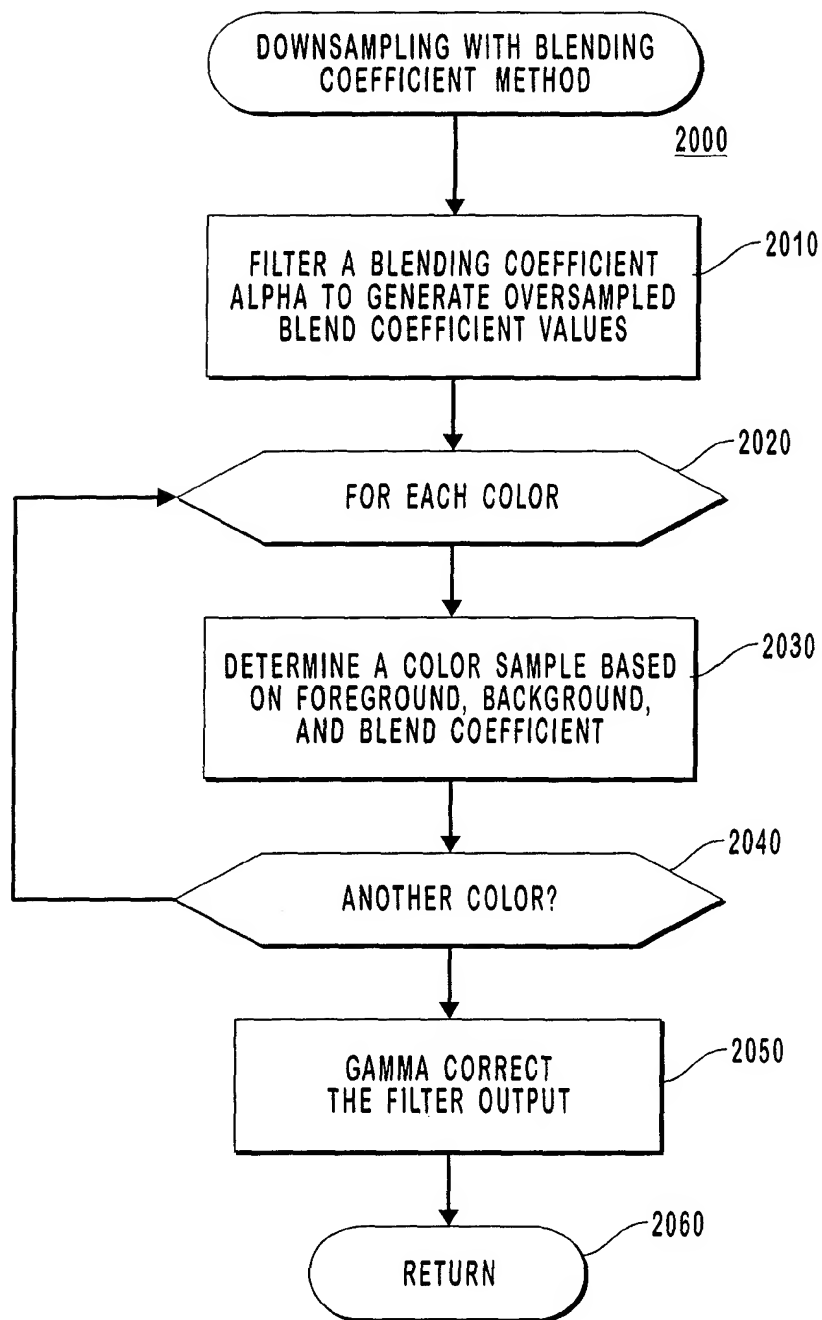 DOWNSAMPLING WITH BLENDING
COEFFICIENT METHOD
2000
2010
FILTER A BLENDING COEFFICIENT
ALPHA TO GENERATE OVERSAMPLED
BLEND COEFFICIENT VALUES
2020
FOR EACH COLOR
2030
DETERMINE A COLOR SAMPLE BASED
ON FOREGROUND, BACKGROUND,
AND BLEND COEFFICIENT
2040
ANOTHER COLOR?
2050
GAMMA CORRECT
THE FILTER OUTPUT
2060
RETURN